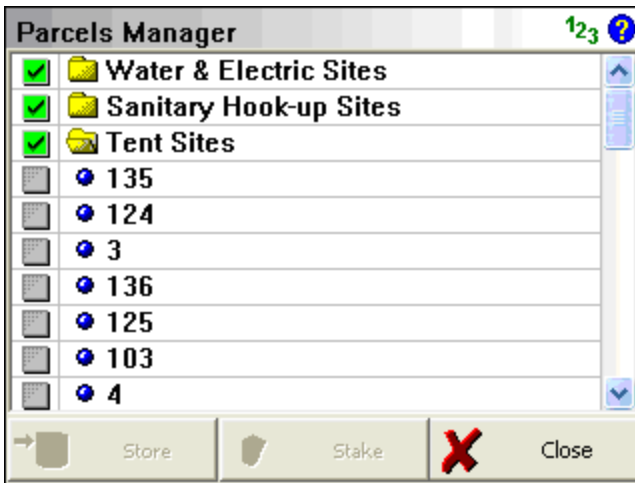 Parcels Manager 123 ?
Water & Electric Sites
Sanitary Hook-up Sites
Tent Sites
135
124
3
136
125
103
4
Store Stake Close